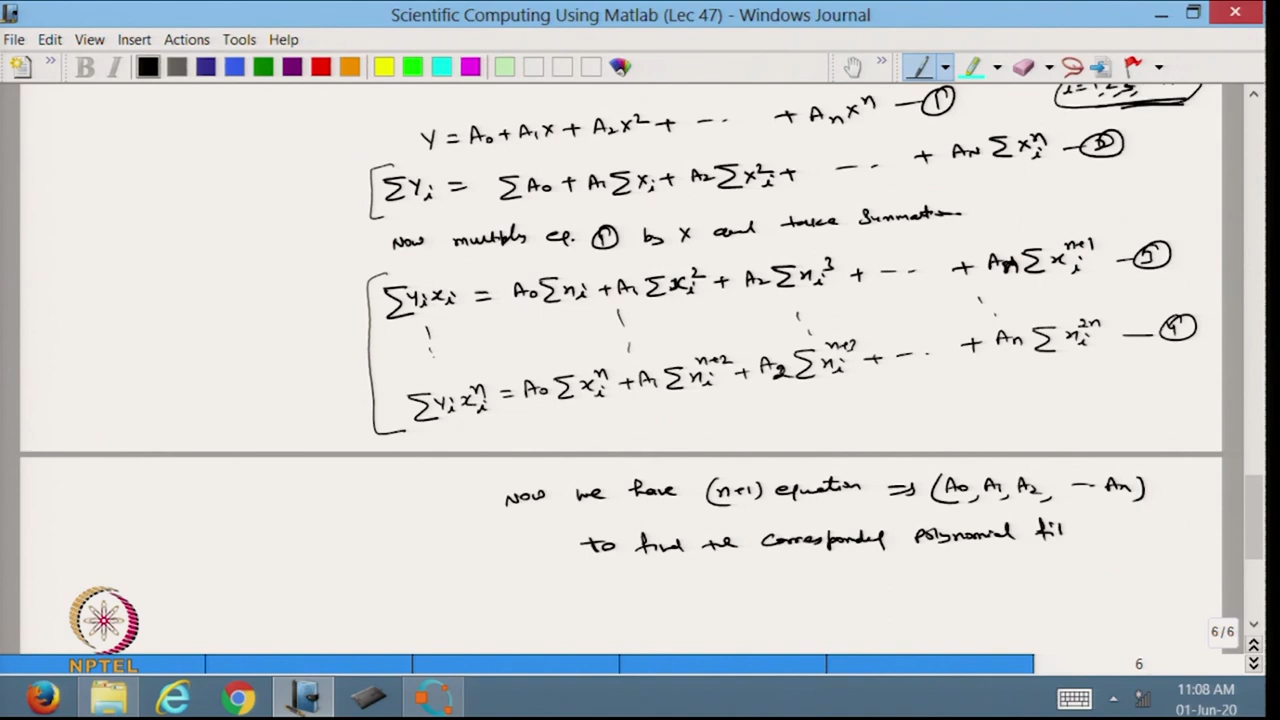 Scientific Computing Using Matlab (Lec 47) - Windows Journal
File Edit View Insert Actions Tools Help
Y = A0 + A1x + A2x² + -- .. + Anxⁿ — ①
∑Yi = ∑A0 + A1∑xi + A2∑xi² + -- .. + AN ∑xiⁿ — ②
Now multiply eq. ① by x and take summation
∑Yixi = A0∑xi + A1∑xi² + A2∑xi³ + -- .. + An∑xiⁿ⁺¹ — ③
∑Yixiⁿ = A0∑xiⁿ + A1∑xiⁿ⁺² + A2∑xiⁿ⁺³ + -- .. + An∑xi²ⁿ — ④
Now we have (n+1) equation ⇒ (A0, A1, A2, -- An)
to find the corresponding polynomial fi
6/6
NPTEL
6
11:08 AM
01-Jun-20